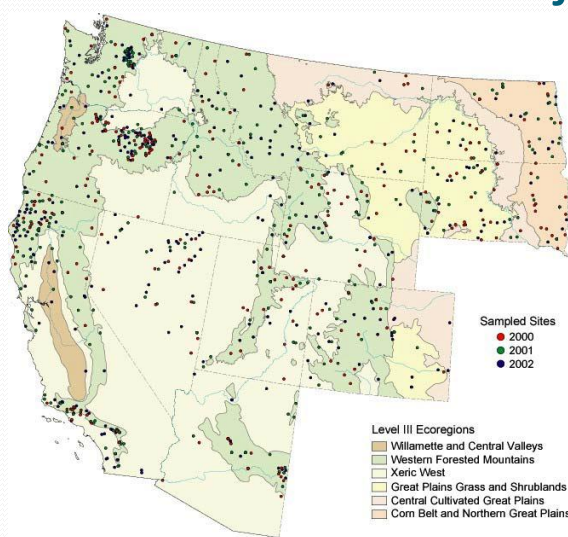 Sampled Sites
2000
2001
2002
Level III Ecoregions
Willamette and Central Valleys
Western Forested Mountains
Xeric West
Great Plains Grass and Shrublands
Central Cultivated Great Plains
Corn Belt and Northern Great Plains